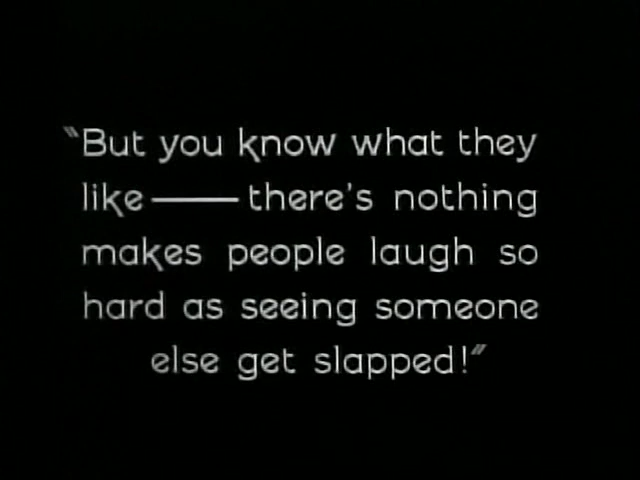 "But you know what they
like——there's nothing
makes people laugh so
hard as seeing someone
else get slapped!"